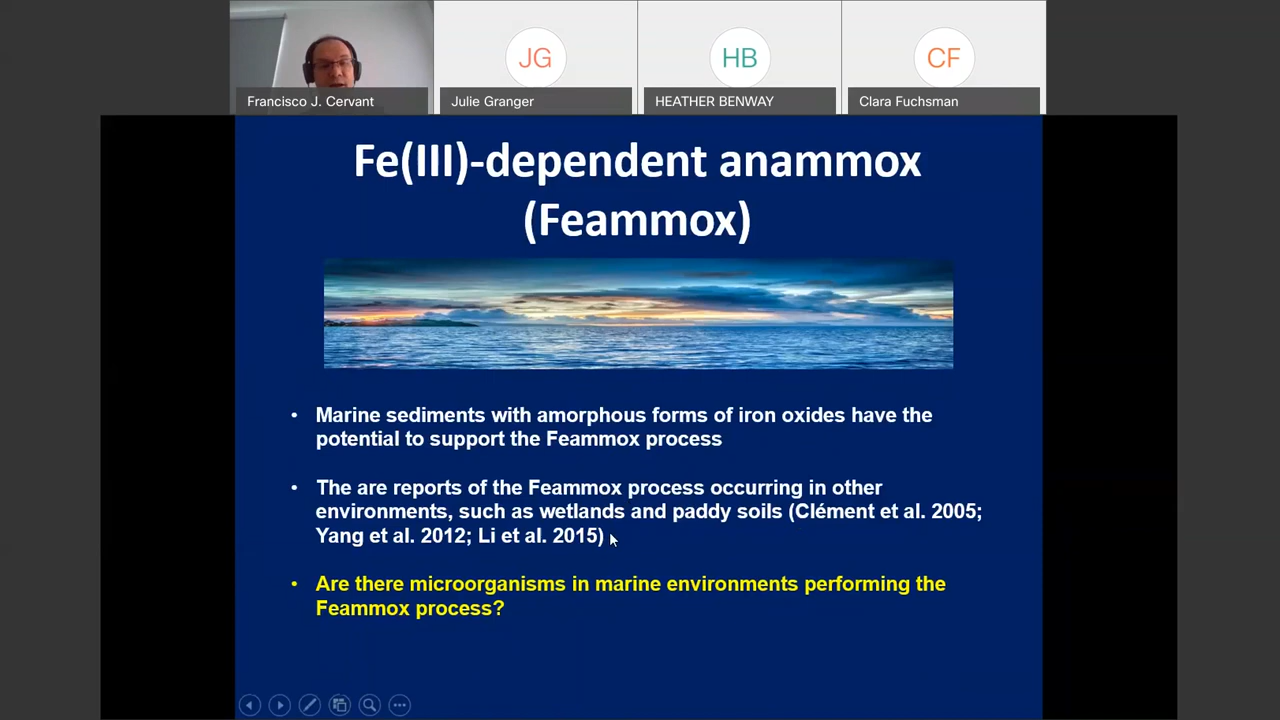 JG
HB
CF
Francisco J. Cervant
Julie Granger
HEATHER BENWAY
Clara Fuchsman
Fe(III)-dependent anammox
(Feammox)
• Marine sediments with amorphous forms of iron oxides have the
potential to support the Feammox process
• The are reports of the Feammox process occurring in other
environments, such as wetlands and paddy soils (Clément et al. 2005;
Yang et al. 2012; Li et al. 2015)
• Are there microorganisms in marine environments performing the
Feammox process?